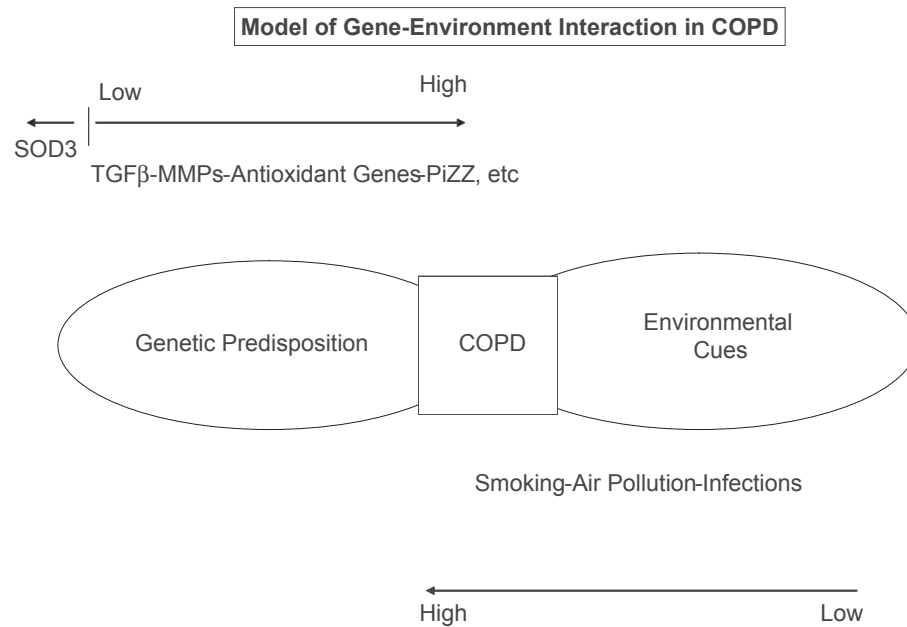 Model of Gene-Environment Interaction in COPD
Low
High
SOD3
TGFβ-MMPs-Antioxidant Genes-PiZZ, etc
Genetic Predisposition
COPD
Environmental
Cues
Smoking-Air Pollution-Infections
High
Low